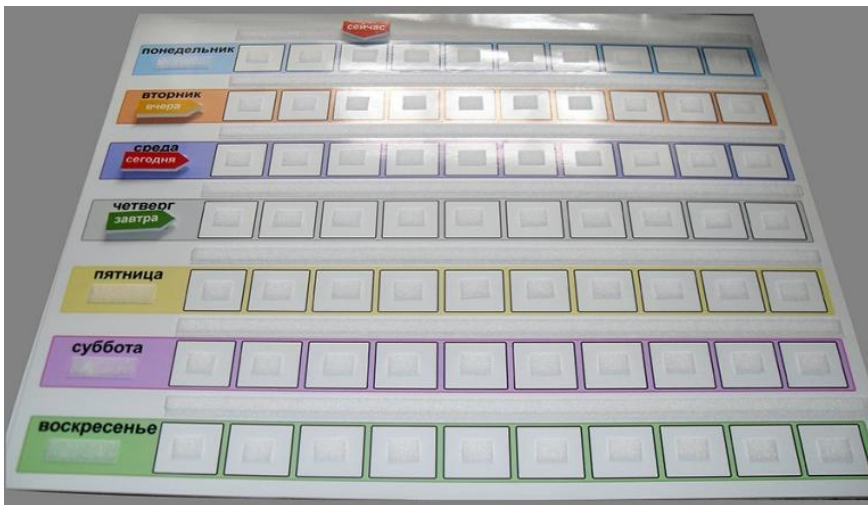 сейчас
понедельник
вторник
вчера
среда
сегодня
четверг
завтра
пятница
суббота
воскресенье